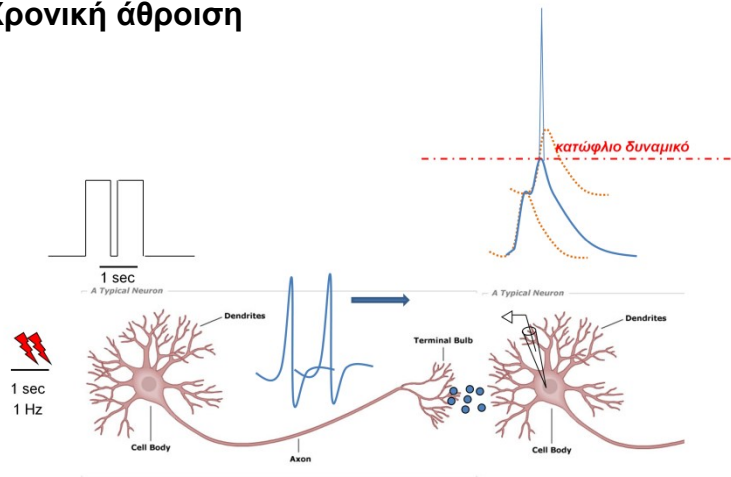 Χρονική άθροιση
κατώφλιο δυναμικό
1 sec
A Typical Neuron
A Typical Neuron
Dendrites
Dendrites
Terminal Bulb
1 sec
1 Hz
Cell Body
Cell Body
Axon